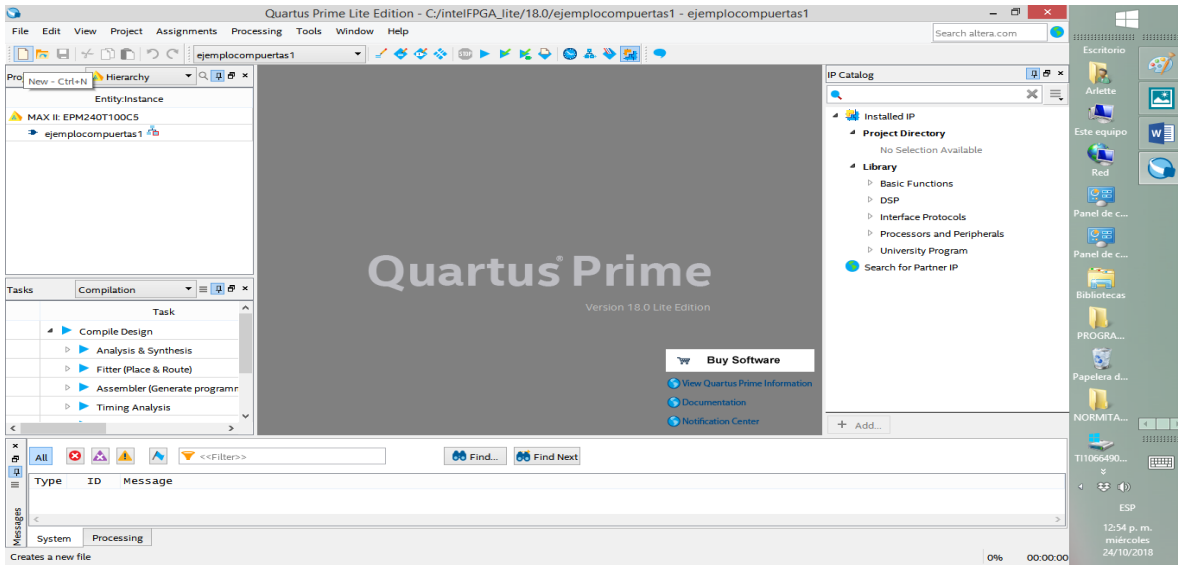 Quartus Prime Lite Edition - C:/intelFPGA_lite/18.0/ejemplocompuertas1 - ejemplocompuertas1
File Edit View Project Assignments Processing Tools Window Help
Search altera.com
ejemplocompuertas1
Pro
New - Ctrl+N
Hierarchy
Entity:Instance
MAX II: EPM240T100C5
ejemplocompuertas1
Tasks
Compilation
Task
Compile Design
Analysis & Synthesis
Fitter (Place & Route)
Assembler (Generate programr
Timing Analysis
Quartus® Prime
Version 18.0 Lite Edition
Buy Software
View Quartus Prime Information
Documentation
Notification Center
IP Catalog
Installed IP
Project Directory
No Selection Available
Library
Basic Functions
DSP
Interface Protocols
Processors and Peripherals
University Program
Search for Partner IP
+ Add...
All
<<Filter>>
Find...
Find Next
Type ID Message
Messages
System Processing
Creates a new file
0% 00:00:00
Escritorio
Arlette
Este equipo
Red
Panel de c...
Panel de c...
Bibliotecas
PROGRA...
Papelera d...
NORMITA...
TI1066490...
ESP
12:54 p. m.
miércoles
24/10/2018